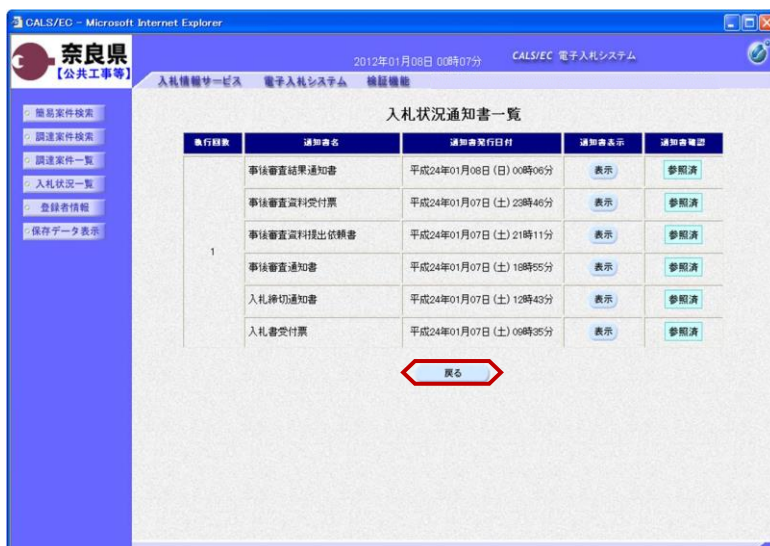 CALS/EC - Microsoft Internet Explorer
奈良県
【公共工事等】
2012年01月08日 00時07分
CALS/EC 電子入札システム
入札情報サービス 電子入札システム 検証機能
簡易案件検索
調達案件検索
調達案件一覧
入札状況一覧
登録者情報
保存データ表示
入札状況通知書一覧
執行回数 通知書名 通知書発行日付 通知書表示 通知書確認
事後審査結果通知書 平成24年01月08日(日) 00時06分 表示 参照済
事後審査資料受付票 平成24年01月07日(土) 23時46分 表示 参照済
事後審査資料提出依頼書 平成24年01月07日(土) 21時11分 表示 参照済
1
事後審査通知書 平成24年01月07日(土) 18時55分 表示 参照済
入札締切通知書 平成24年01月07日(土) 12時43分 表示 参照済
入札書受付票 平成24年01月07日(土) 09時35分 表示 参照済
戻る